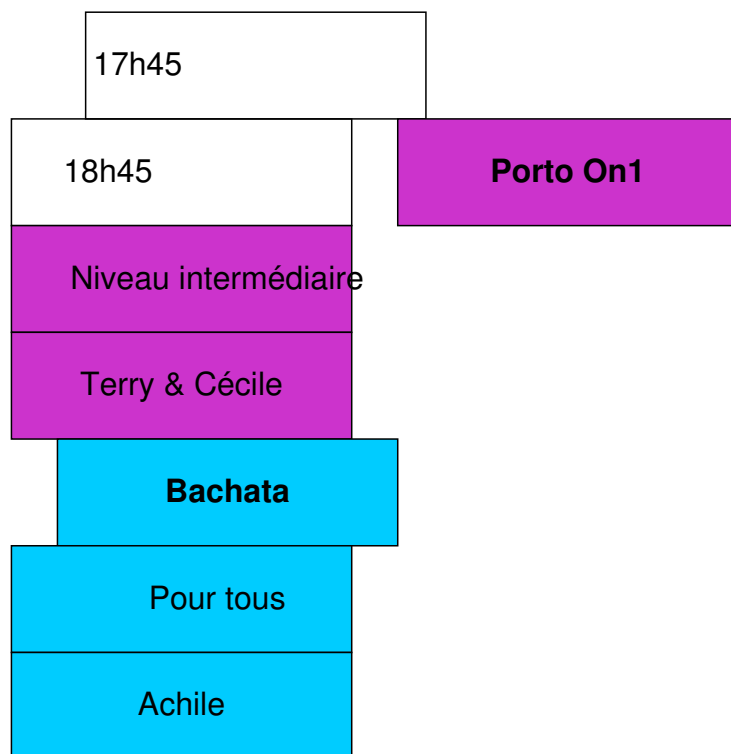 17h45
18h45
Porto On1
Niveau intermédiaire
Terry & Cécile
Bachata
Pour tous
Achile